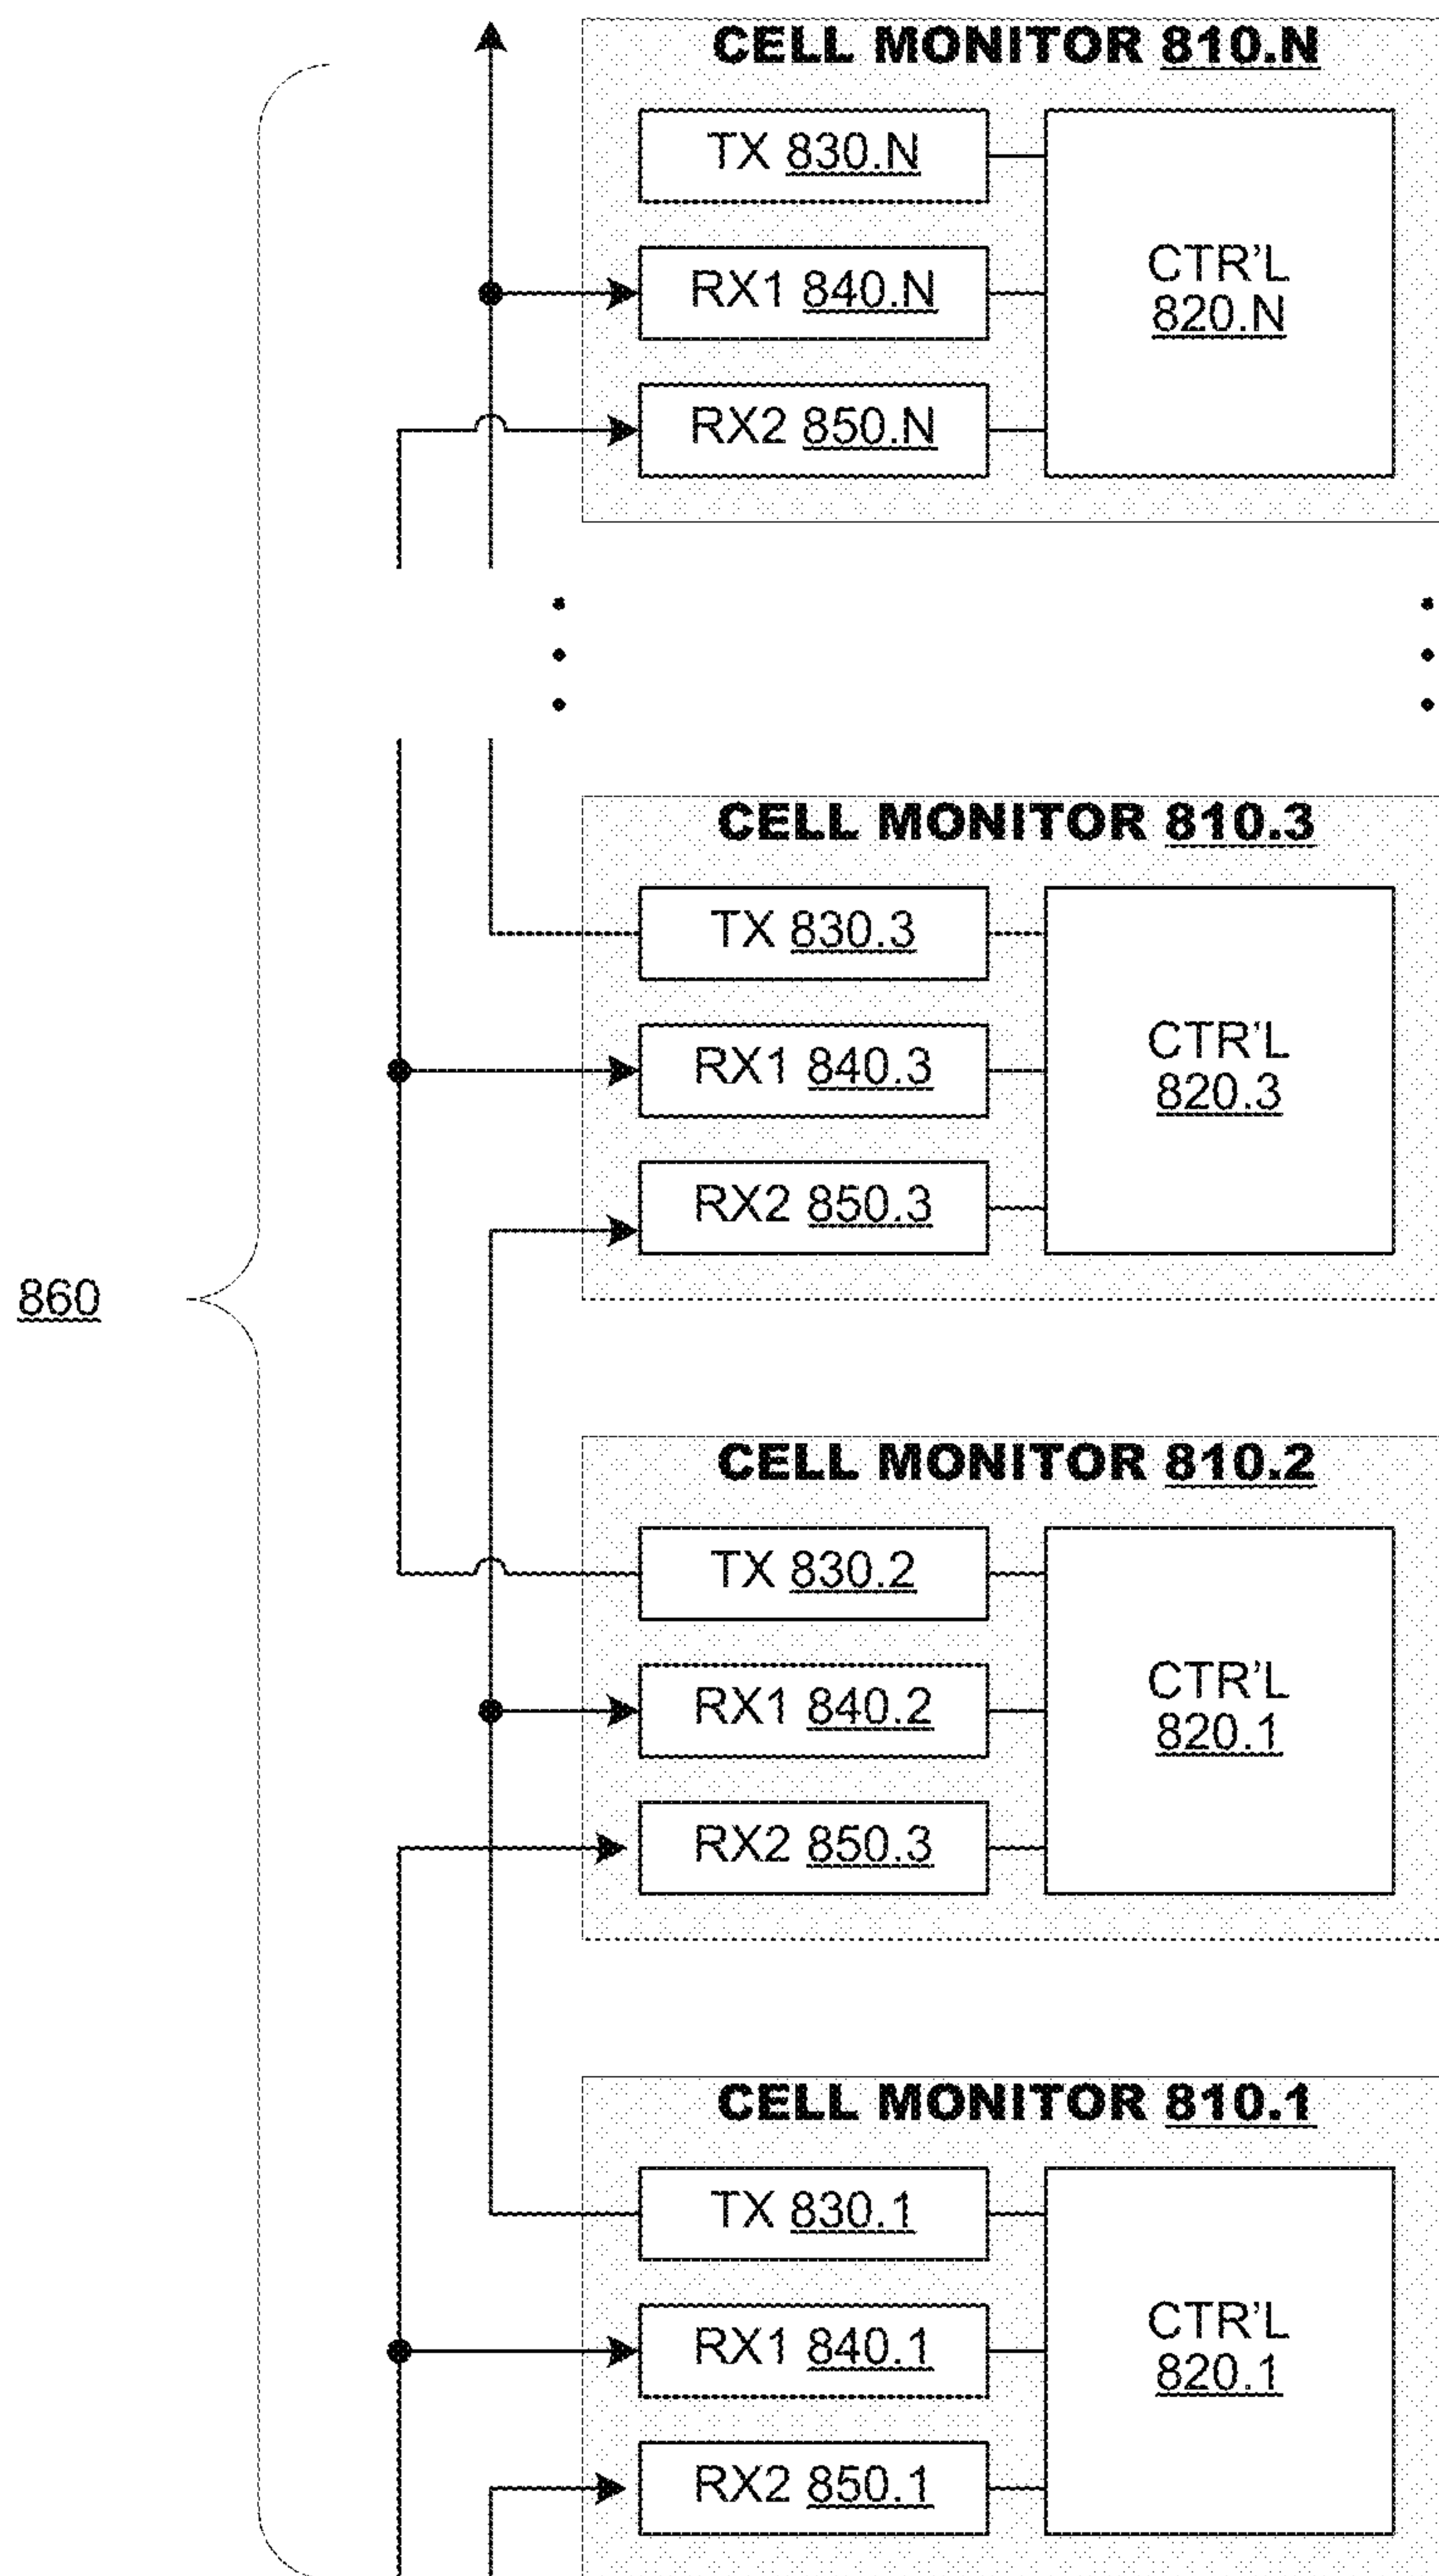 CELL MONITOR 810.N
TX 830.N
RX1 840.N
RX2 850.N
CTR'L
820.N
CELL MONITOR 810.3
TX 830.3
RX1 840.3
RX2 850.3
CTR'L
820.3
860
CELL MONITOR 810.2
TX 830.2
RX1 840.2
RX2 850.3
CTR'L
820.1
CELL MONITOR 810.1
TX 830.1
RX1 840.1
RX2 850.1
CTR'L
820.1